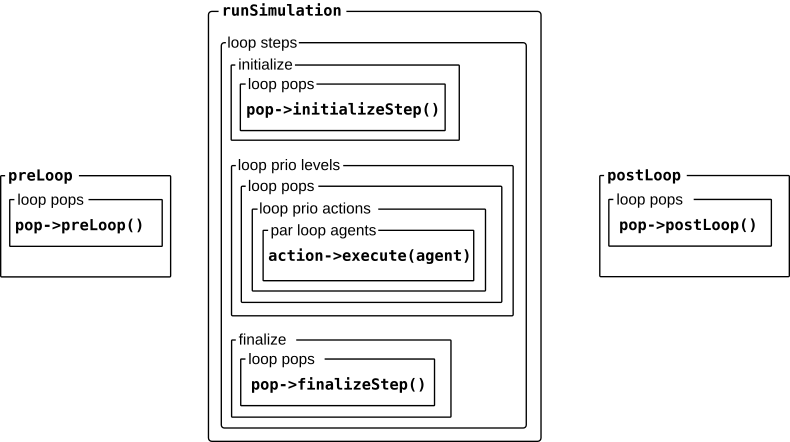 preLoop
loop pops
pop->preLoop()
runSimulation
loop steps
initialize
loop pops
pop->initializeStep()
loop prio levels
loop pops
loop prio actions
par loop agents
action->execute(agent)
finalize
loop pops
pop->finalizeStep()
postLoop
loop pops
pop->postLoop()